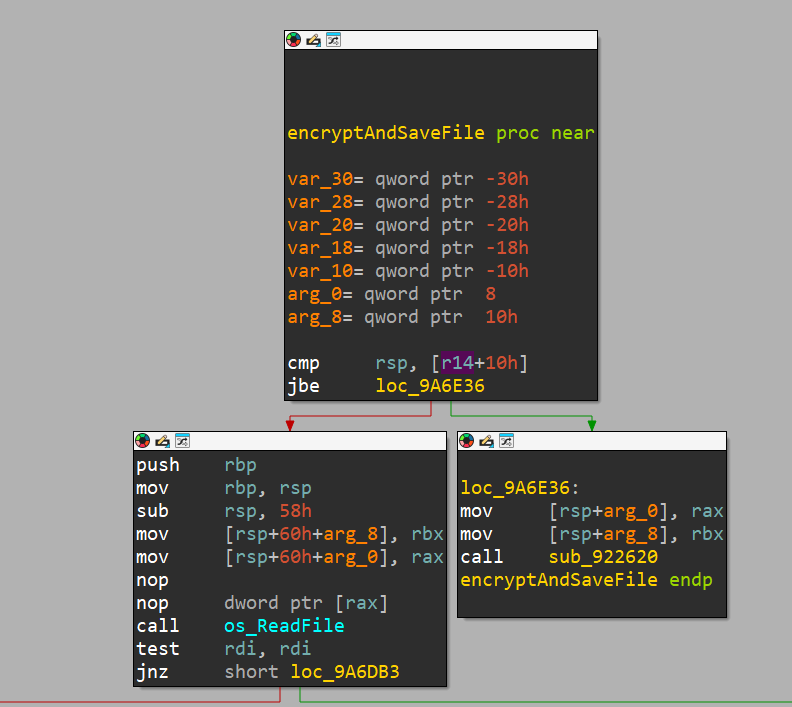 encryptAndSaveFile proc near
var_30= qword ptr -30h
var_28= qword ptr -28h
var_20= qword ptr -20h
var_18= qword ptr -18h
var_10= qword ptr -10h
arg_0= qword ptr  8
arg_8= qword ptr  10h
cmp     rsp, [r14+10h]
jbe     loc_9A6E36
push    rbp
mov     rbp, rsp
sub     rsp, 58h
mov     [rsp+60h+arg_8], rbx
mov     [rsp+60h+arg_0], rax
nop
nop     dword ptr [rax]
call    os_ReadFile
test    rdi, rdi
jnz     short loc_9A6DB3
loc_9A6E36:
mov     [rsp+arg_0], rax
mov     [rsp+arg_8], rbx
call    sub_922620
encryptAndSaveFile endp